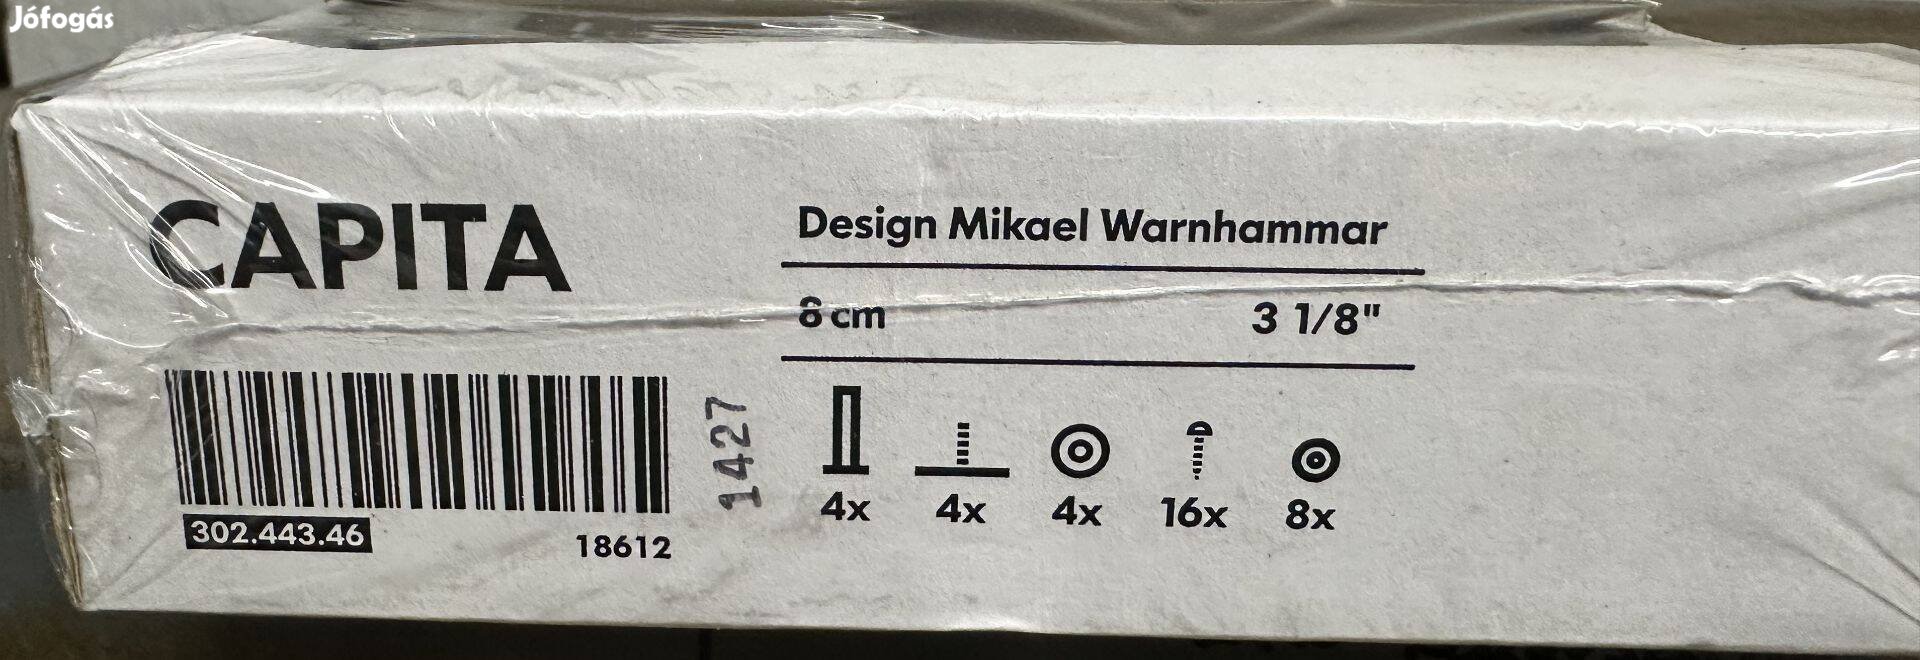 Jófogás
CAPITA
Design Mikael Warnhammar
8 cm 3 1/8"
1427
4x 4x 4x 16x 8x
302.443.46 18612